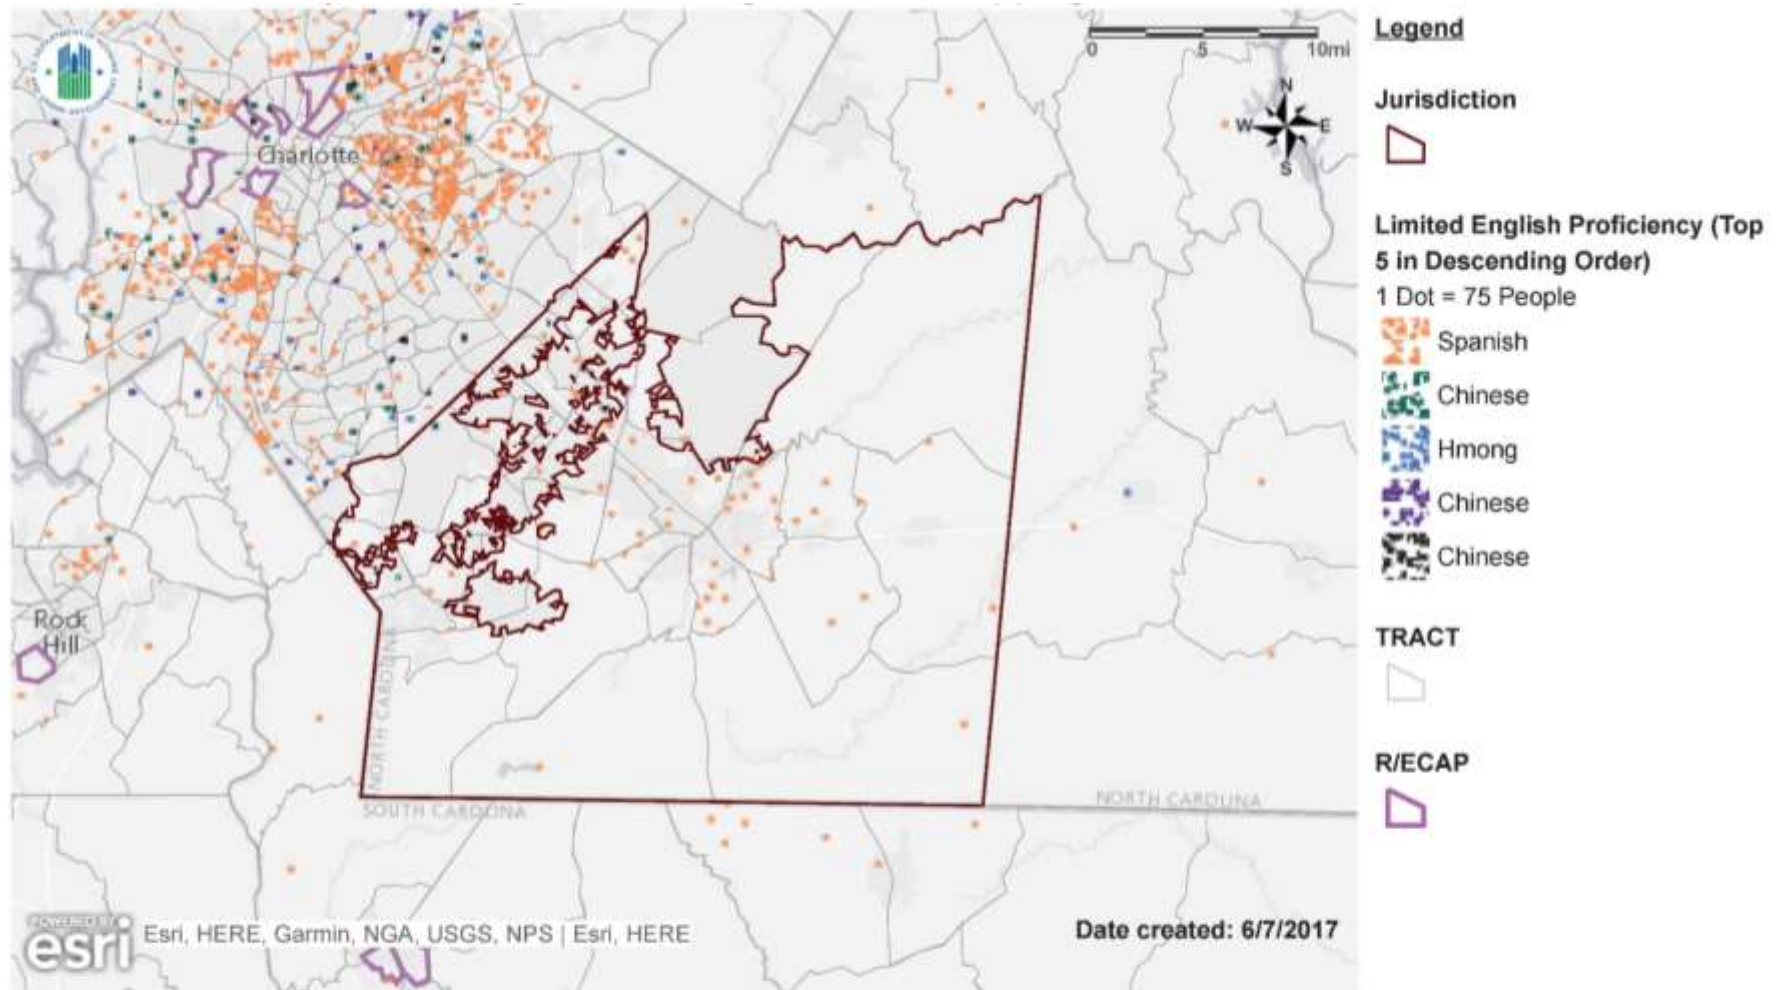 0 5 10mi
N
W E
S
Charlotte
Rock
Hill
NORTH CAROLINA
SOUTH CAROLINA
NORTH CAROLINA
POWERED BY
esri
Esri, HERE, Garmin, NGA, USGS, NPS | Esri, HERE
Date created: 6/7/2017
Legend
Jurisdiction
Limited English Proficiency (Top
5 in Descending Order)
1 Dot = 75 People
Spanish
Chinese
Hmong
Chinese
Chinese
TRACT
R/ECAP